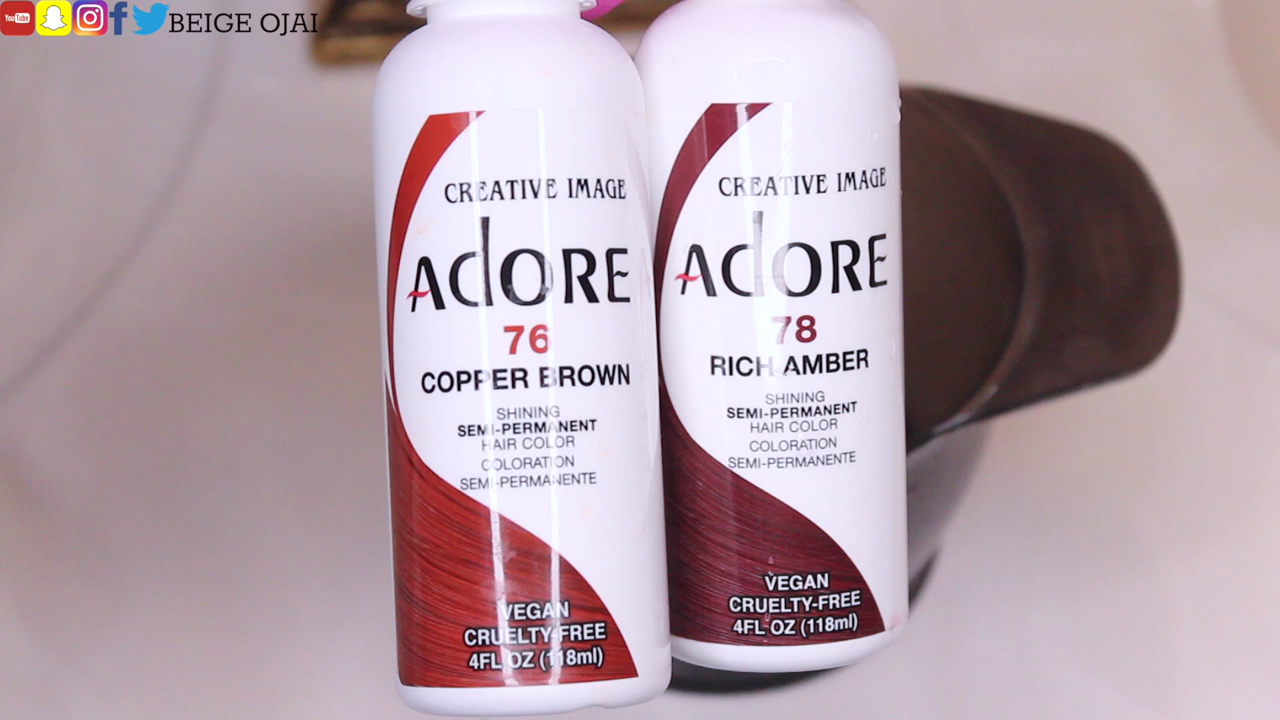 YouTube
BEIGE OJAI
CREATIVE IMAGE
ADORE
76
COPPER BROWN
SHINING
SEMI-PERMANENT
HAIR COLOR
COLORATION
SEMI-PERMANENTE
VEGAN
CRUELTY-FREE
4FL OZ (118ml)
CREATIVE IMAGE
ADORE
78
RICH AMBER
SHINING
SEMI-PERMANENT
HAIR COLOR
COLORATION
SEMI-PERMANENTE
VEGAN
CRUELTY-FREE
4FL OZ (118ml)